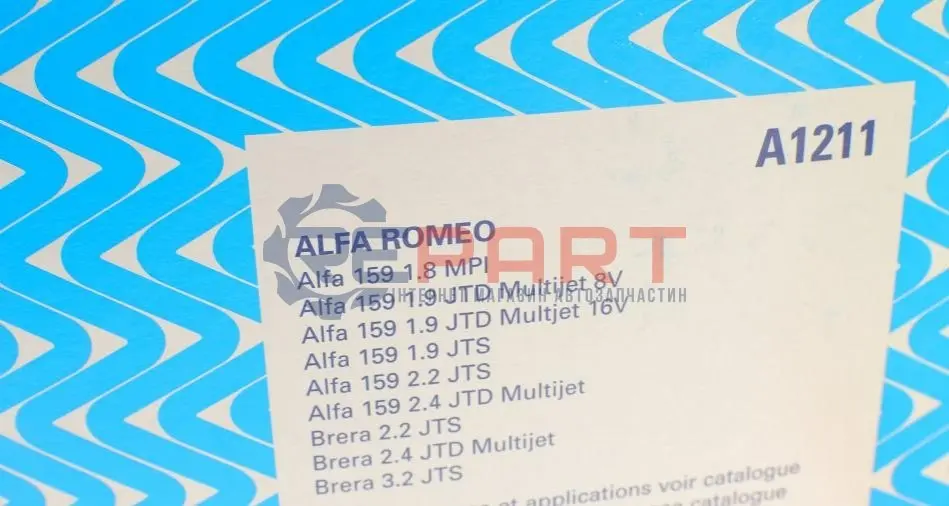 A1211
ALFA ROMEO
Alfa 159 1.8 MPI
Alfa 159 1.9 JTD Multijet 8V
Alfa 159 1.9 JTD Multjet 16V
Alfa 159 1.9 JTS
Alfa 159 2.2 JTS
Alfa 159 2.4 JTD Multijet
Brera 2.2 JTS
Brera 2.4 JTD Multijet
Brera 3.2 JTS
et applications voir catalogue
catalogue
PART
ІНТЕРНЕТ МАГАЗИН АВТОЗАПЧАСТИН